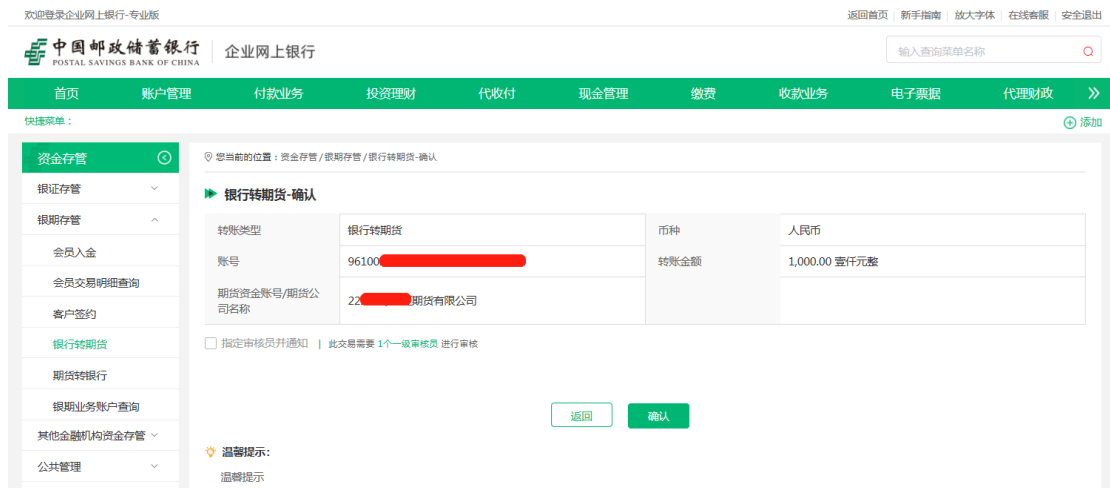 欢迎登录企业网上银行-专业版
返回首页 新手指南 放大字体 在线客服 安全退出
中国邮政储蓄银行
POSTAL SAVINGS BANK OF CHINA
企业网上银行
输入查询菜单名称
首页 账户管理 付款业务 投资理财 代收付 现金管理 缴费 收款业务 电子票据 代理财政
快捷菜单：
添加
资金存管
您当前的位置：资金存管/银期存管/银行转期货-确认
银证存管
银行转期货-确认
银期存管
转账类型 银行转期货 币种 人民币
会员入金
账号 96100 转账金额 1,000.00 壹仟元整
会员交易明细查询
期货资金账号/期货公司名称 22 期货有限公司
客户签约
银行转期货
指定审核员并通知 | 此交易需要 1个一级审核员 进行审核
期货转银行
银期业务账户查询
返回 确认
其他金融机构资金存管
温馨提示:
公共管理
温馨提示